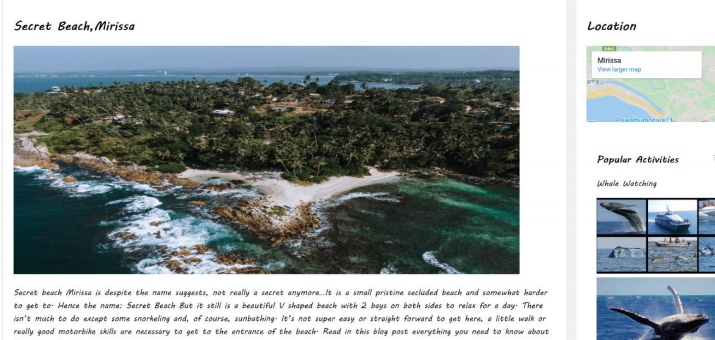 Secret Beach,Mirissa
Secret beach Mirissa is despite the name suggests, not really a secret anymore...It is a small pristine secluded beach and somewhat harder
to get to. Hence the name: Secret Beach But it still is a beautiful V shaped beach with 2 bays on both sides to relax for a day. There
isn't much to do except some snorkeling and, of course, sunbathing. It's not super easy or straight forward to get here, a little walk or
really good motorbike skills are necessary to get to the entrance of the beach. Read in this blog post everything you need to know about
Location
Mirissa
View larger map
Popular Activities
Whale Watching